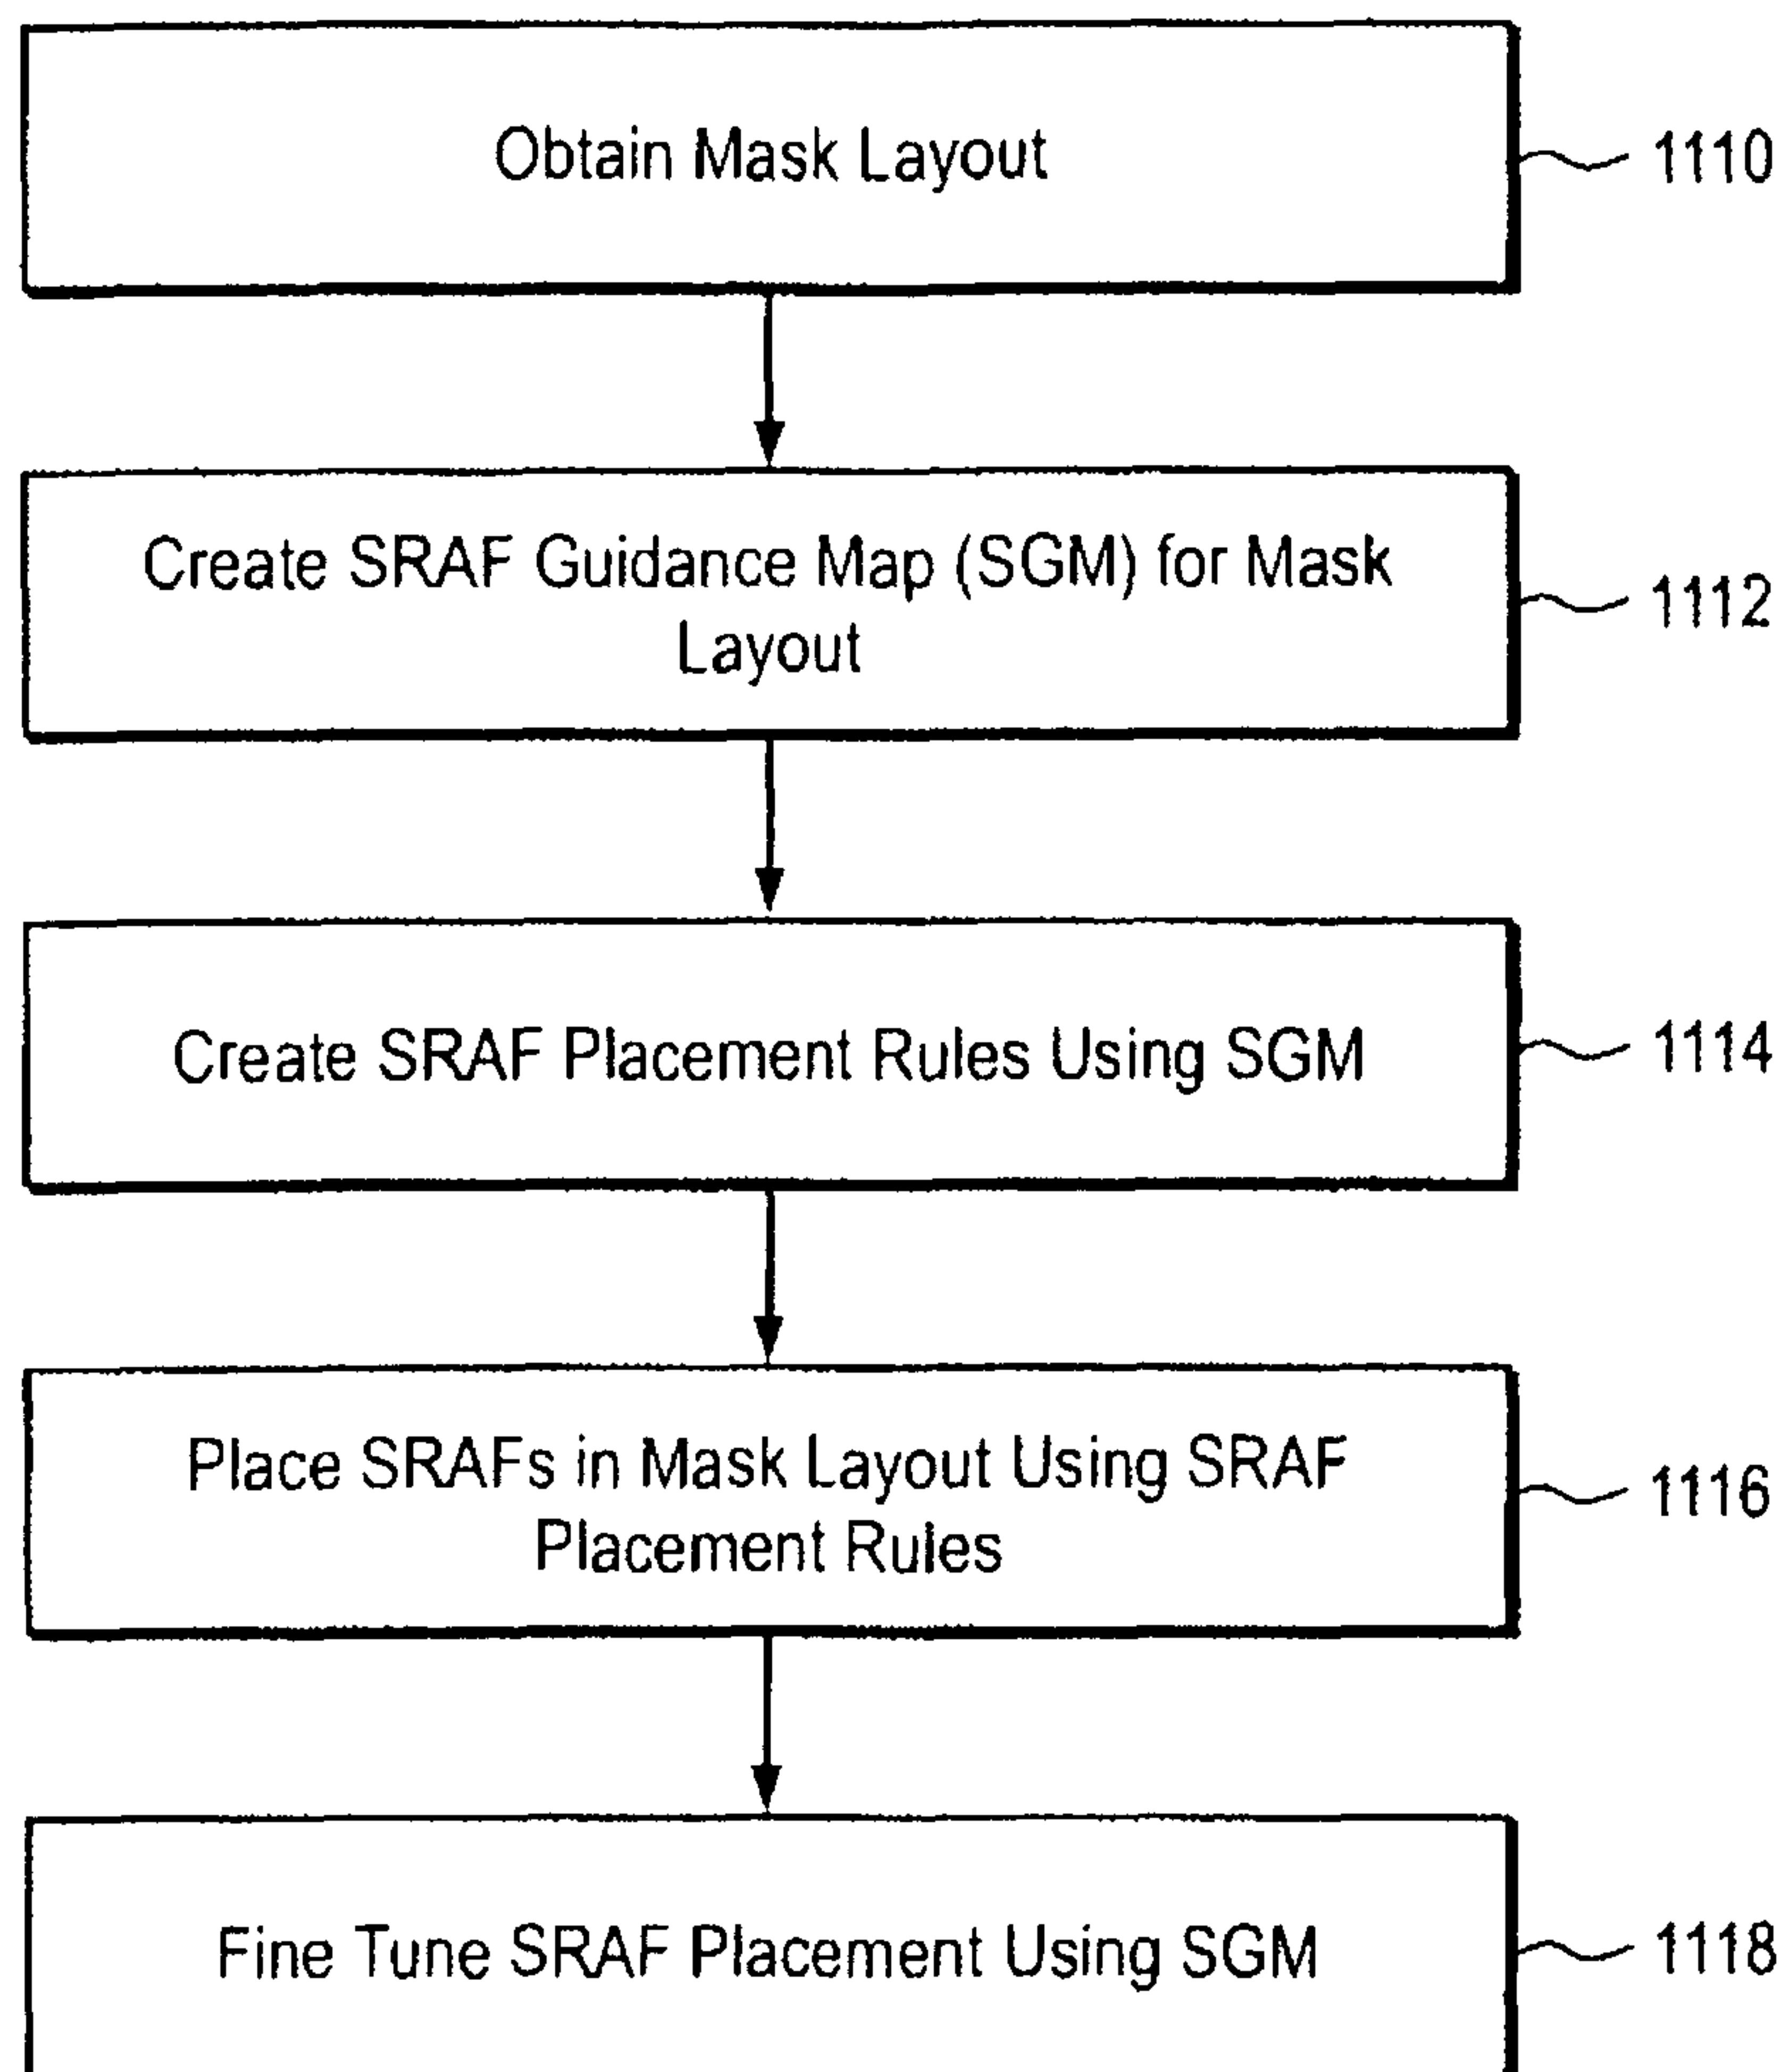 Obtain Mask Layout
1110
Create SRAF Guidance Map (SGM) for Mask
Layout
1112
Create SRAF Placement Rules Using SGM
1114
Place SRAFs in Mask Layout Using SRAF
Placement Rules
1116
Fine Tune SRAF Placement Using SGM
1118